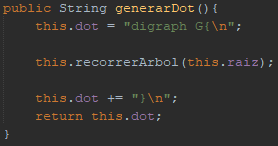 public String generarDot(){
this.dot = "digraph G{\n";
this.recorrerArbol(this.raiz);
this.dot += "}\n";
return this.dot;
}